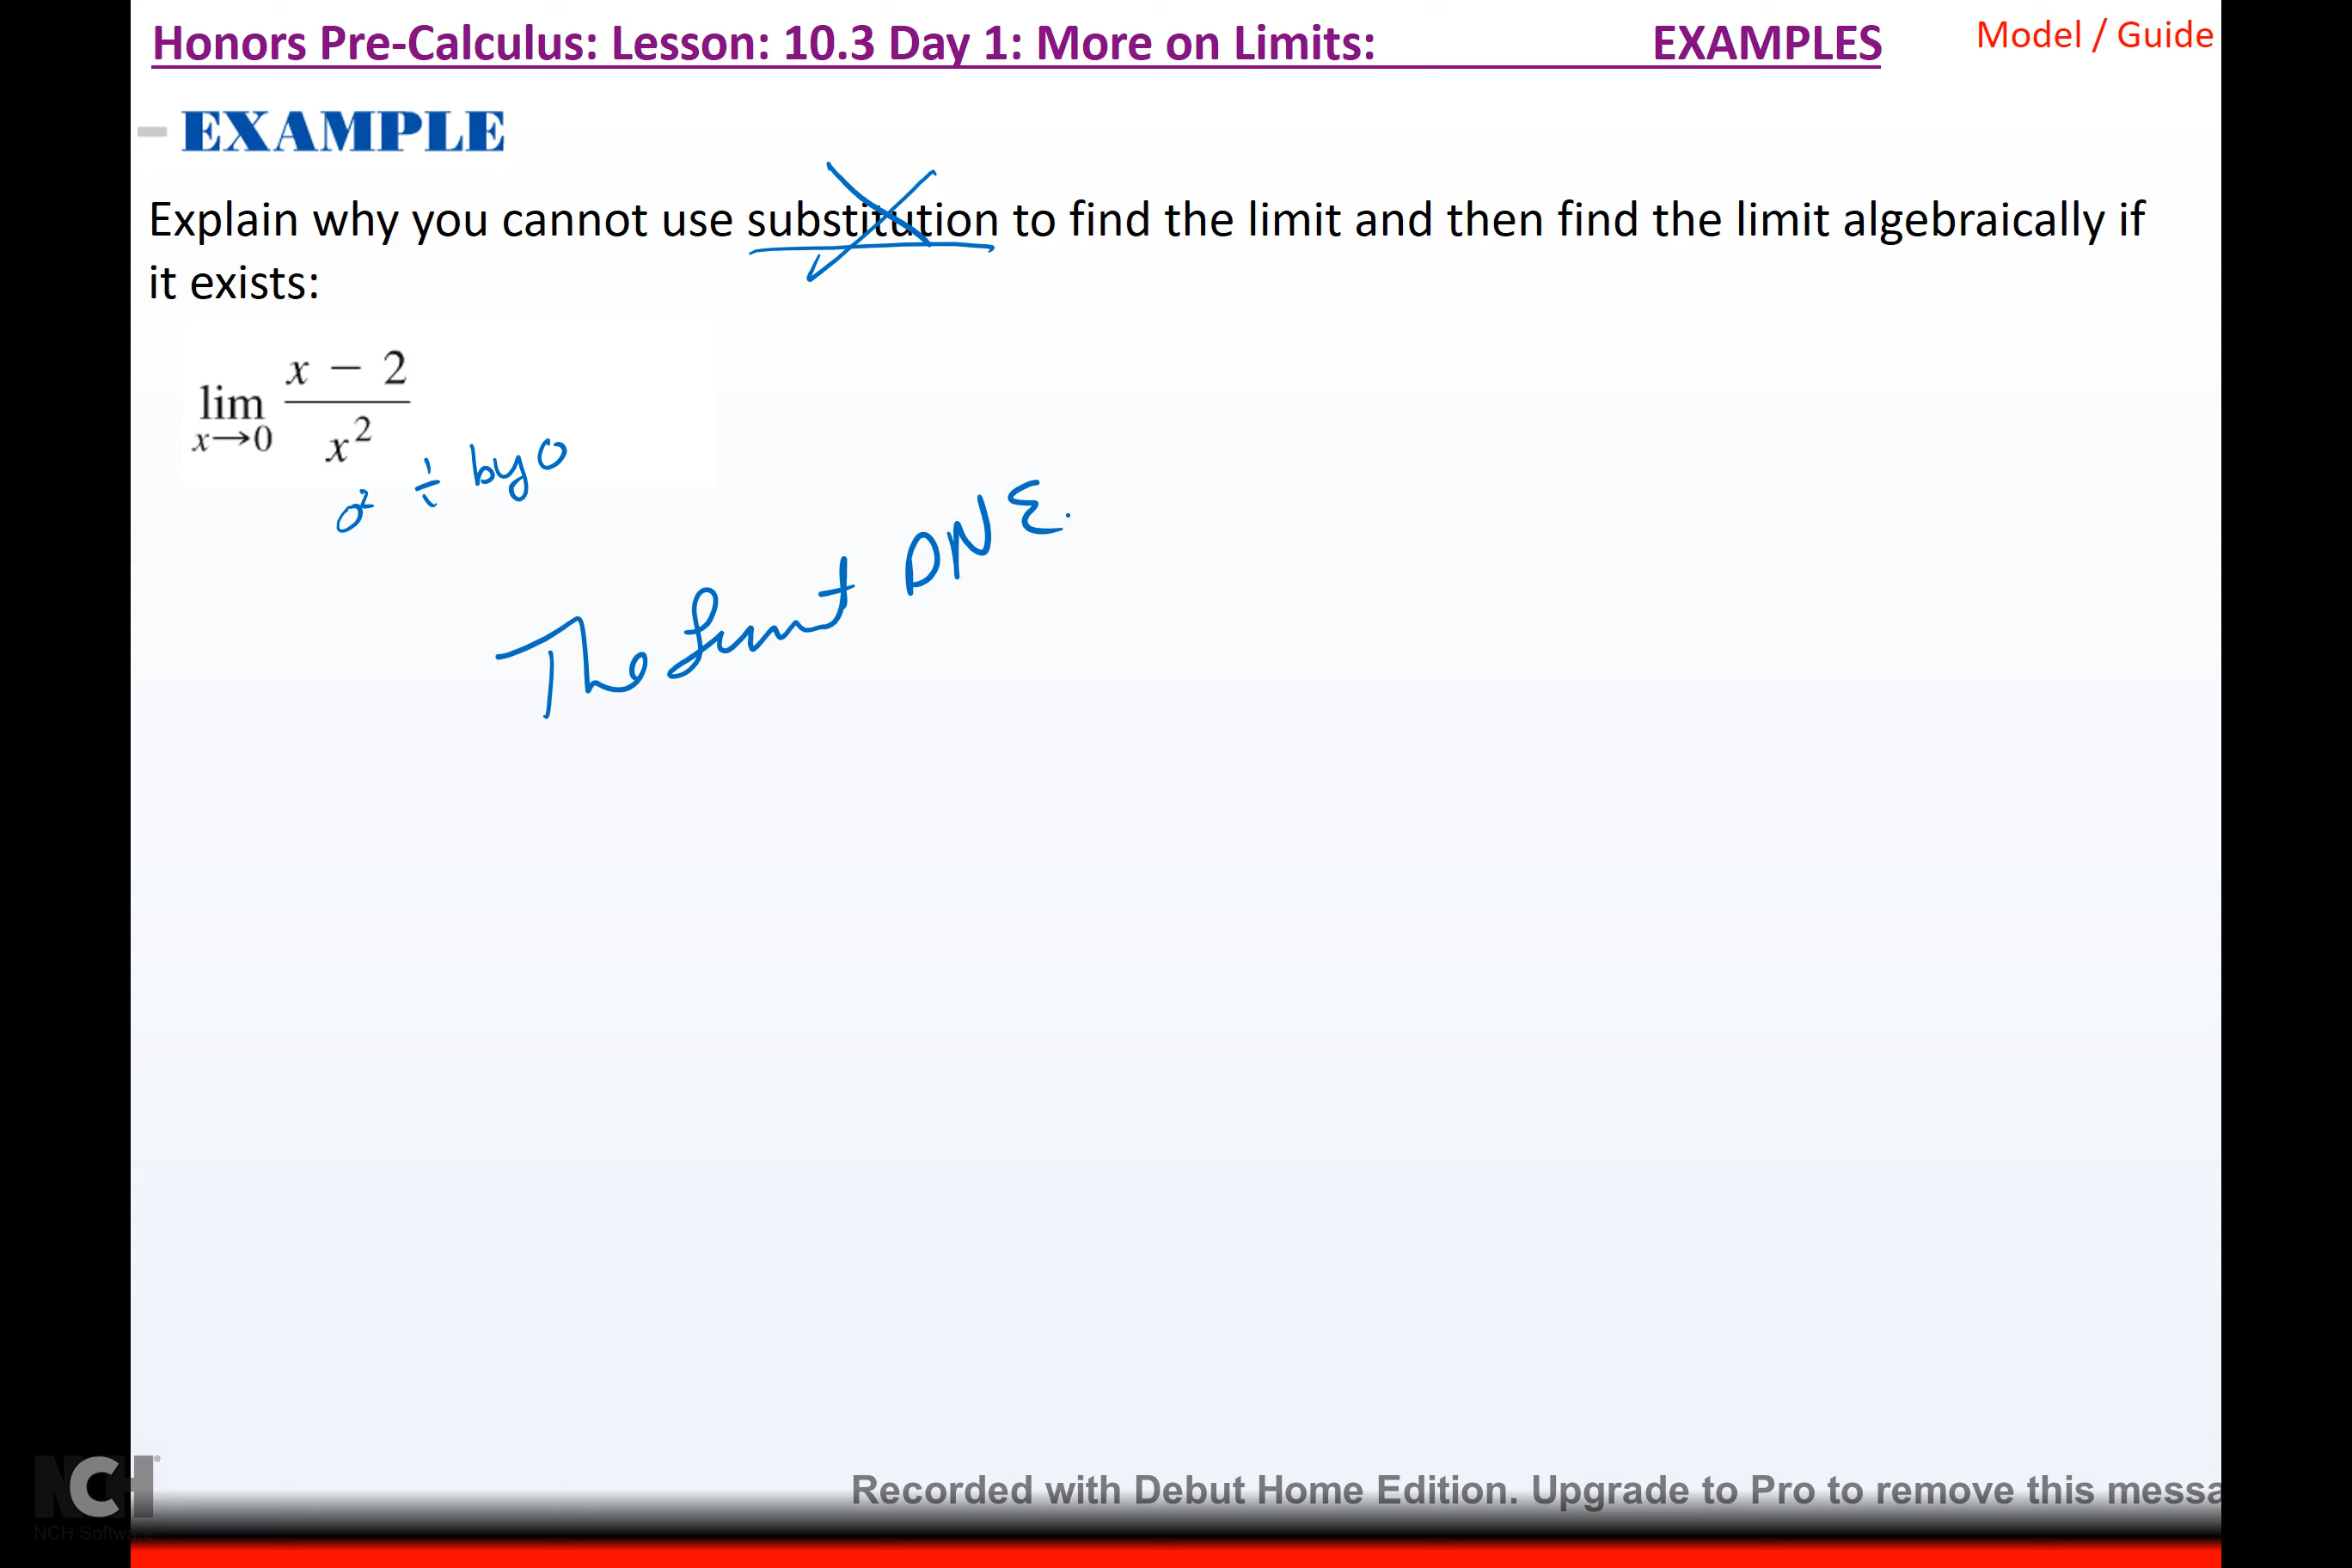 Honors Pre-Calculus: Lesson: 10.3 Day 1: More on Limits: EXAMPLES
Model / Guide
EXAMPLE
Explain why you cannot use substitution to find the limit and then find the limit algebraically if
it exists:
x − 2
lim
x→0
x²
0² ÷ by 0
The limit DNE.
NCH®
NCH Software
Recorded with Debut Home Edition. Upgrade to Pro to remove this messa